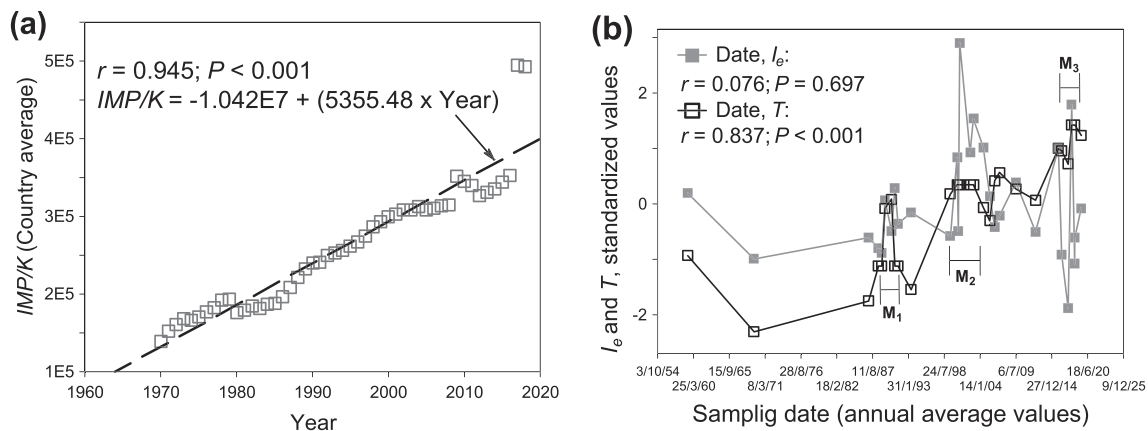 (a)
r = 0.945; P < 0.001
IMP/K = -1.042E7 + (5355.48 x Year)
IMP/K (Country average)
5E5
4E5
3E5
2E5
1E5
1960 1970 1980 1990 2000 2010 2020
Year
(b)
Date, Ie:
r = 0.076; P = 0.697
Date, T:
r = 0.837; P < 0.001
M1
M2
M3
Ie and T, standardized values
2
0
-2
3/10/54 15/9/65 28/8/76 11/8/87 24/7/98 6/7/09 18/6/20
25/3/60 8/3/71 18/2/82 31/1/93 14/1/04 27/12/14 9/12/25
Samplig date (annual average values)